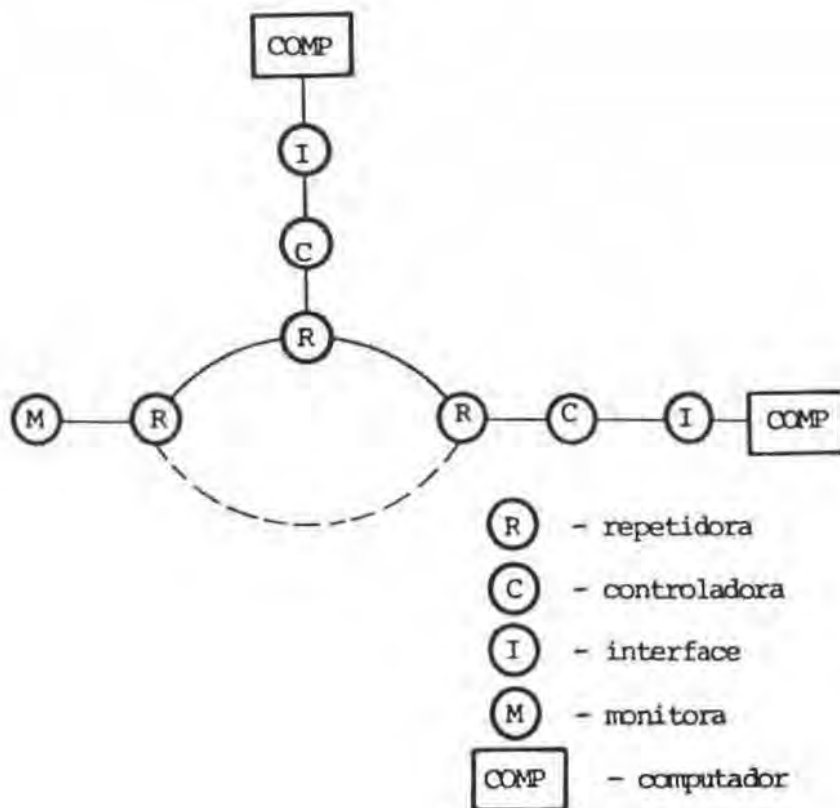 COMP
I
C
R
M R R C I COMP
R - repetidora
C - controladora
I - interface
M - monitora
COMP - computador